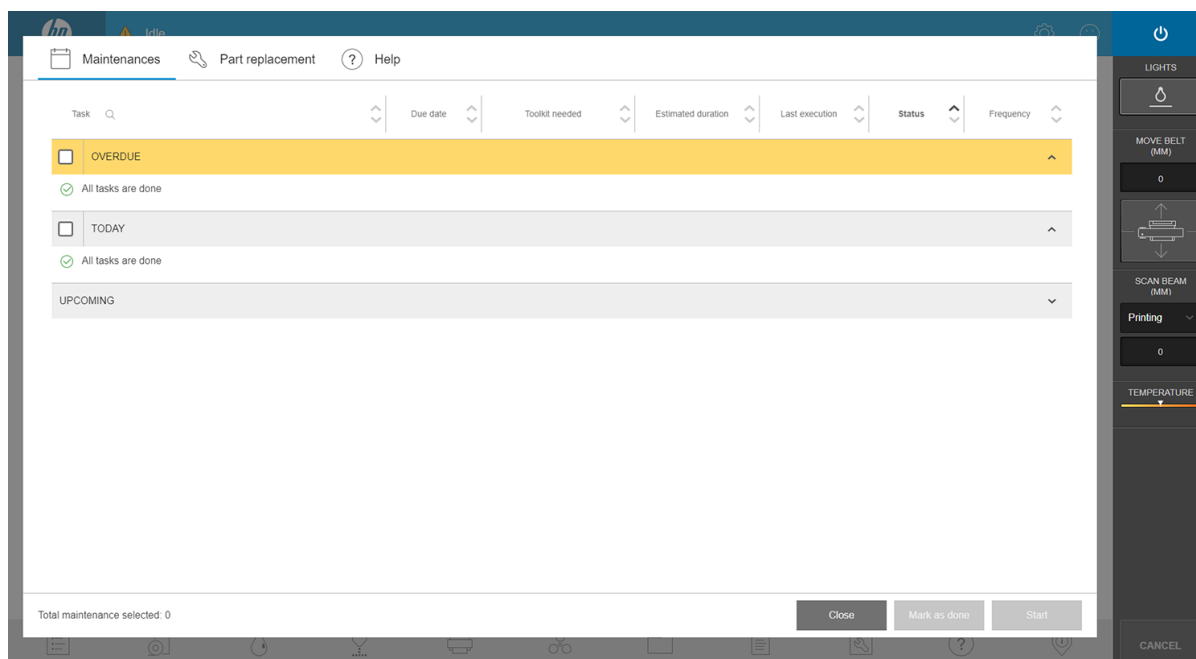 hp
Idle
Maintenances
Part replacement
? Help
Task
Due date
Toolkit needed
Estimated duration
Last execution
Status
Frequency
OVERDUE
All tasks are done
TODAY
All tasks are done
UPCOMING
Total maintenance selected: 0
Close
Mark as done
Start
LIGHTS
MOVE BELT
(MM)
0
SCAN BEAM
(MM)
Printing
0
TEMPERATURE
CANCEL